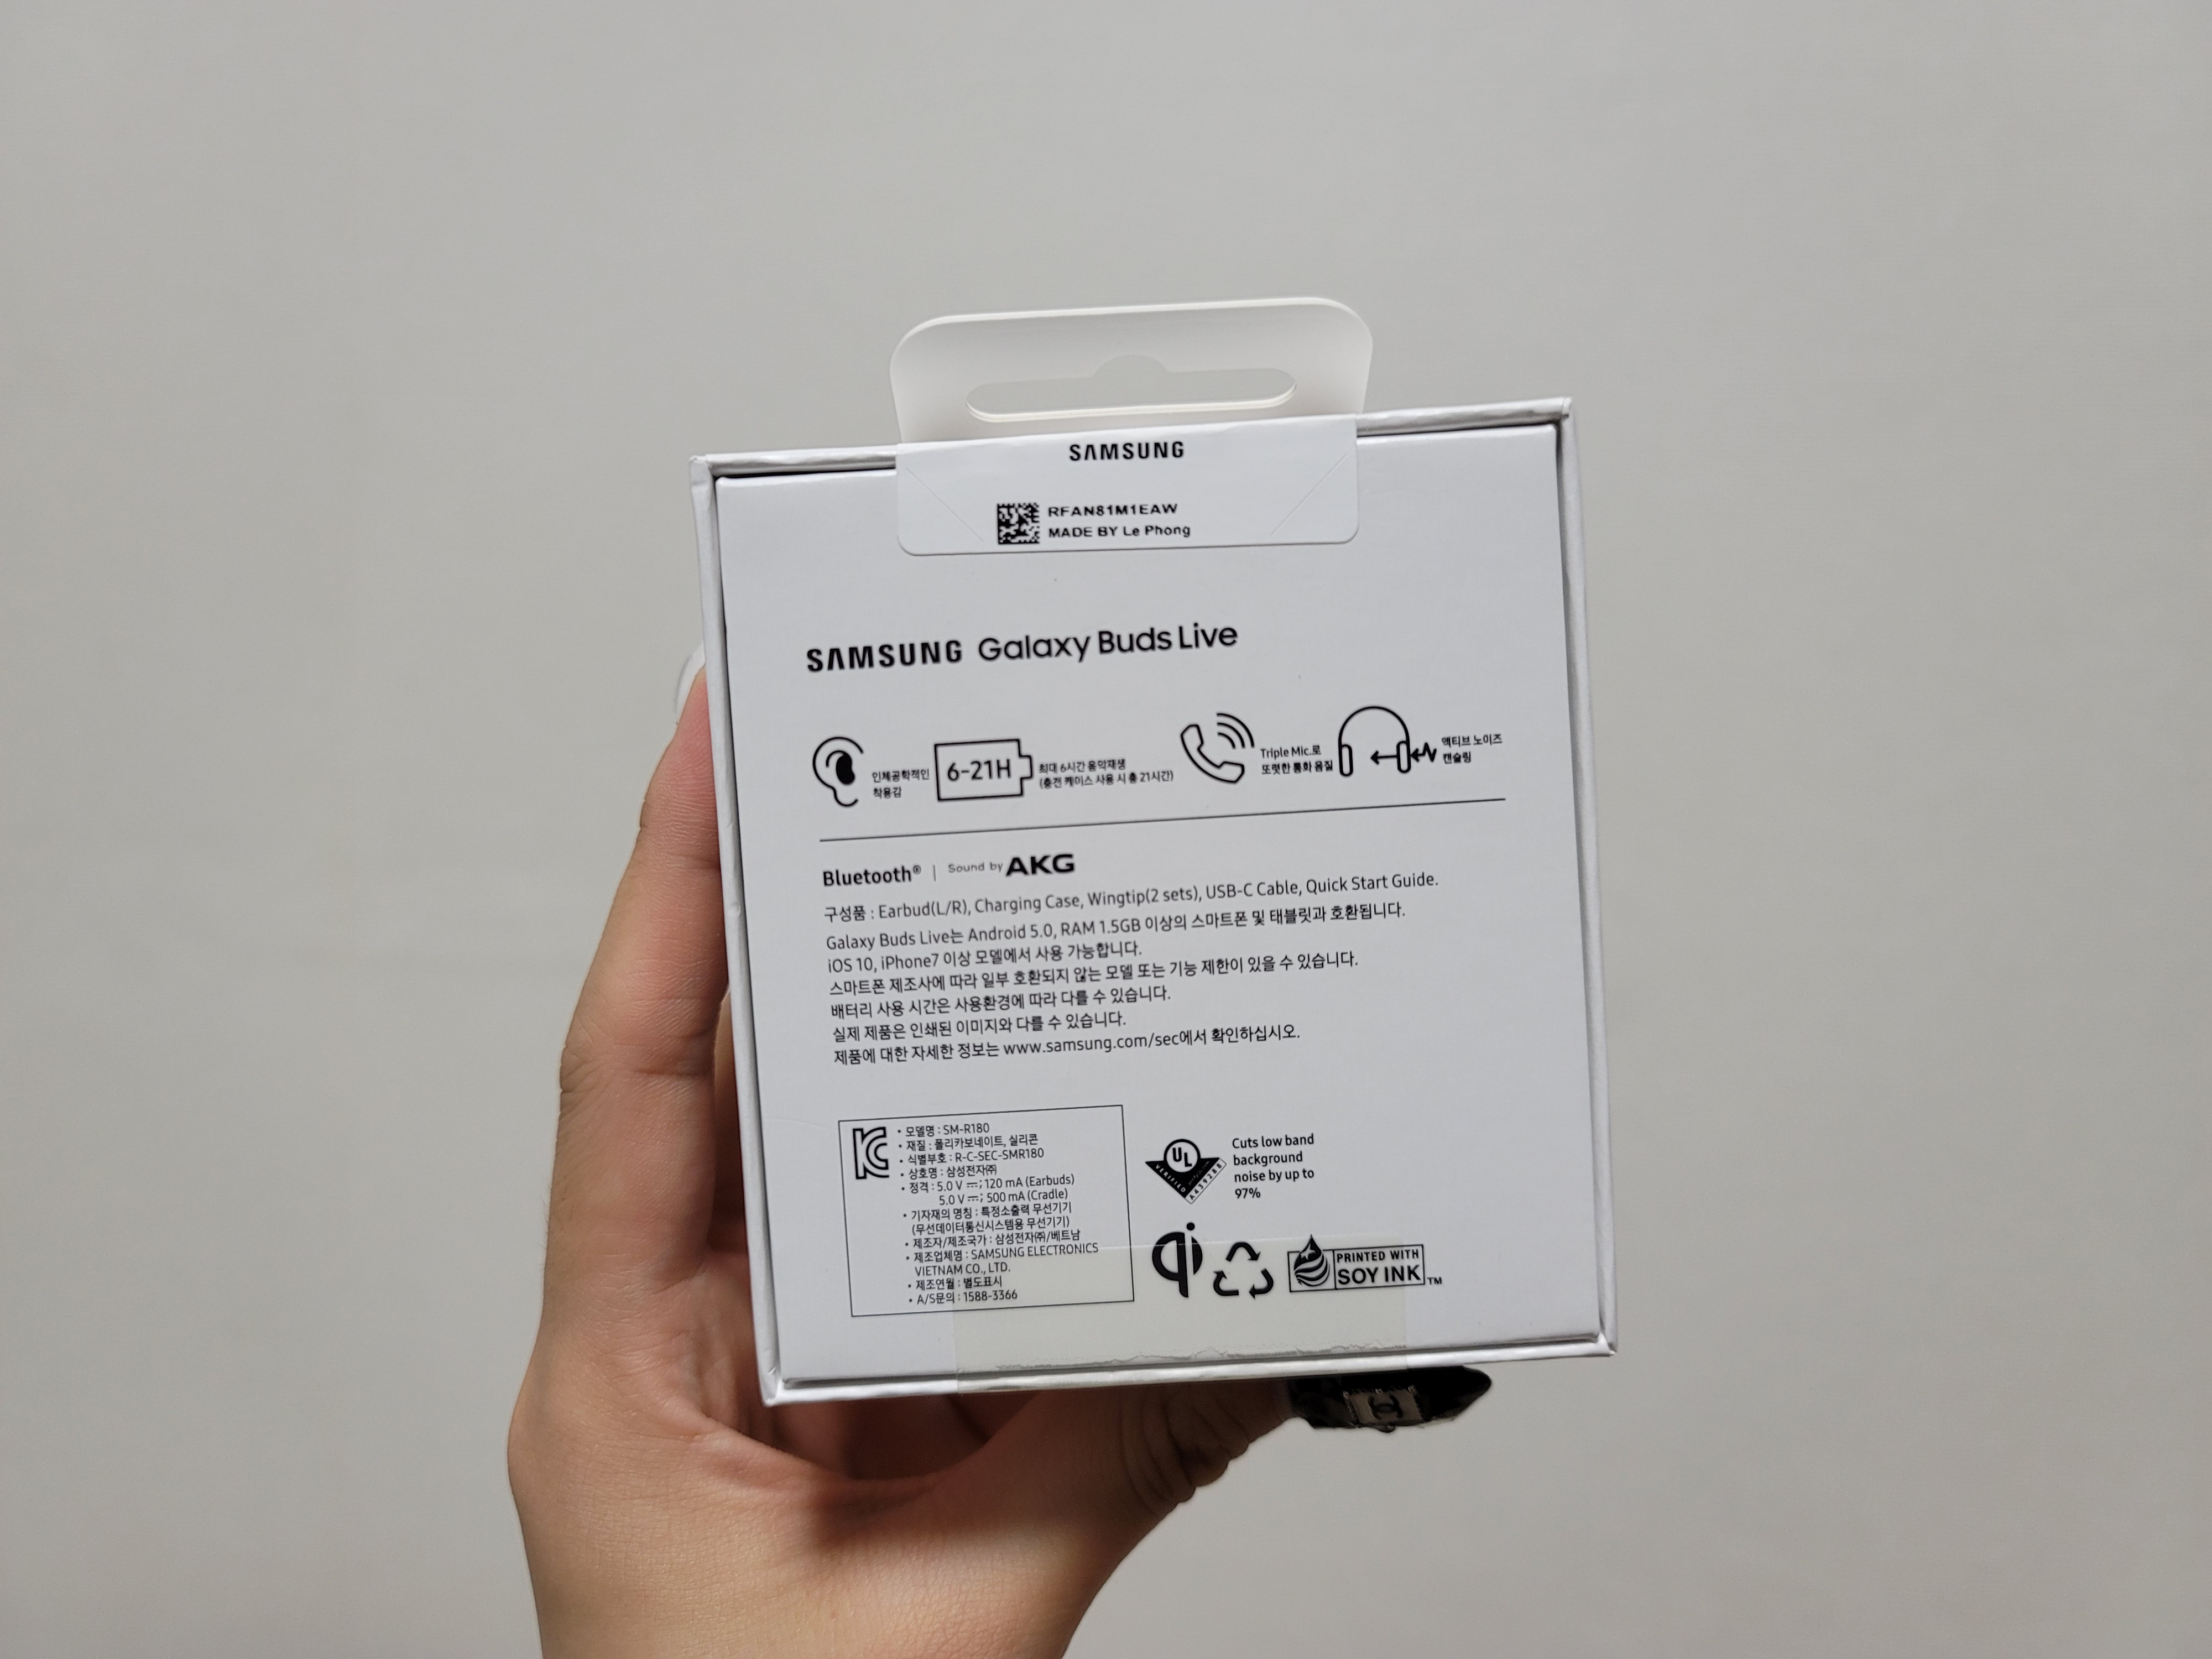 SAMSUNG
RFAN81M1EAW
MADE BY Le Phong
SAMSUNG Galaxy Buds Live
인체공학적인
착용감
6-21H
최대 6시간 음악재생
(충전 케이스 사용 시 총 21시간)
Triple Mic.로
또렷한 통화 음질
액티브 노이즈
캔슬링
Bluetooth® | Sound by AKG
구성품 : Earbud(L/R), Charging Case, Wingtip(2 sets), USB-C Cable, Quick Start Guide.
Galaxy Buds Live는 Android 5.0, RAM 1.5GB 이상의 스마트폰 및 태블릿과 호환됩니다.
iOS 10, iPhone7 이상 모델에서 사용 가능합니다.
스마트폰 제조사에 따라 일부 호환되지 않는 모델 또는 기능 제한이 있을 수 있습니다.
배터리 사용 시간은 사용환경에 따라 다를 수 있습니다.
실제 제품은 인쇄된 이미지와 다를 수 있습니다.
제품에 대한 자세한 정보는 www.samsung.com/sec에서 확인하십시오.
• 모델명 : SM-R180
• 재질 : 폴리카보네이트, 실리콘
• 식별부호 : R-C-SEC-SMR180
• 상호명 : 삼성전자㈜
• 정격 : 5.0 V ⎓; 120 mA (Earbuds)
5.0 V ⎓; 500 mA (Cradle)
• 기자재의 명칭 : 특정소출력 무선기기
(무선데이터통신시스템용 무선기기)
• 제조자/제조국가 : 삼성전자㈜/베트남
• 제조업체명 : SAMSUNG ELECTRONICS
VIETNAM CO., LTD.
• 제조연월 : 별도표시
• A/S문의 : 1588-3366
UL
VERIFIED
A439288
Cuts low band
background
noise by up to
97%
qi
PRINTED WITH
SOY INK™